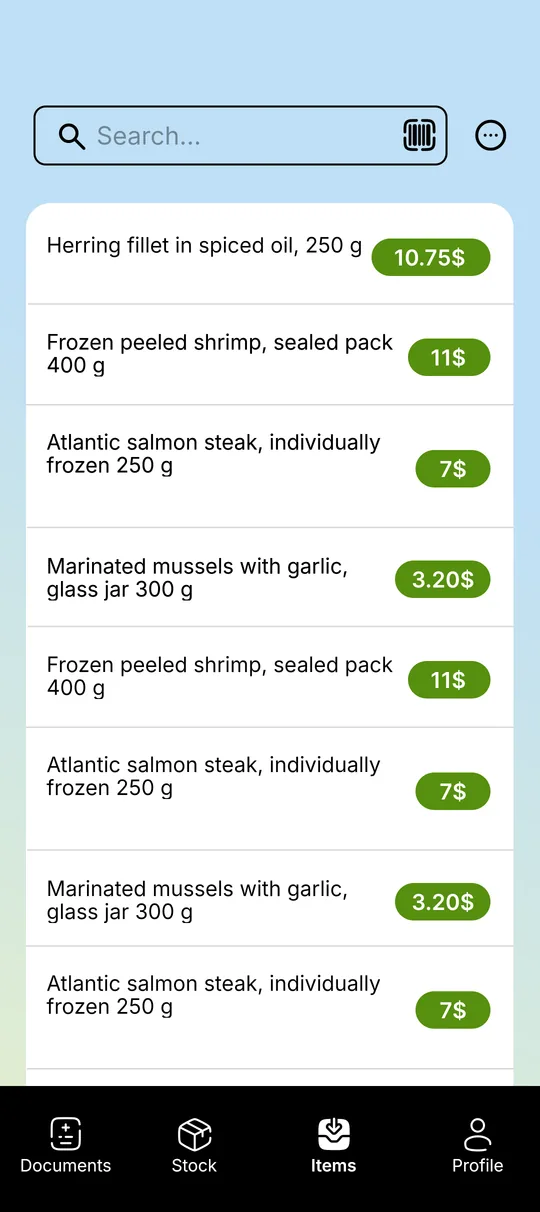 Search...
Herring fillet in spiced oil, 250 g
10.75$
Frozen peeled shrimp, sealed pack
400 g
11$
Atlantic salmon steak, individually
frozen 250 g
7$
Marinated mussels with garlic,
glass jar 300 g
3.20$
Frozen peeled shrimp, sealed pack
400 g
11$
Atlantic salmon steak, individually
frozen 250 g
7$
Marinated mussels with garlic,
glass jar 300 g
3.20$
Atlantic salmon steak, individually
frozen 250 g
7$
Documents Stock Items Profile